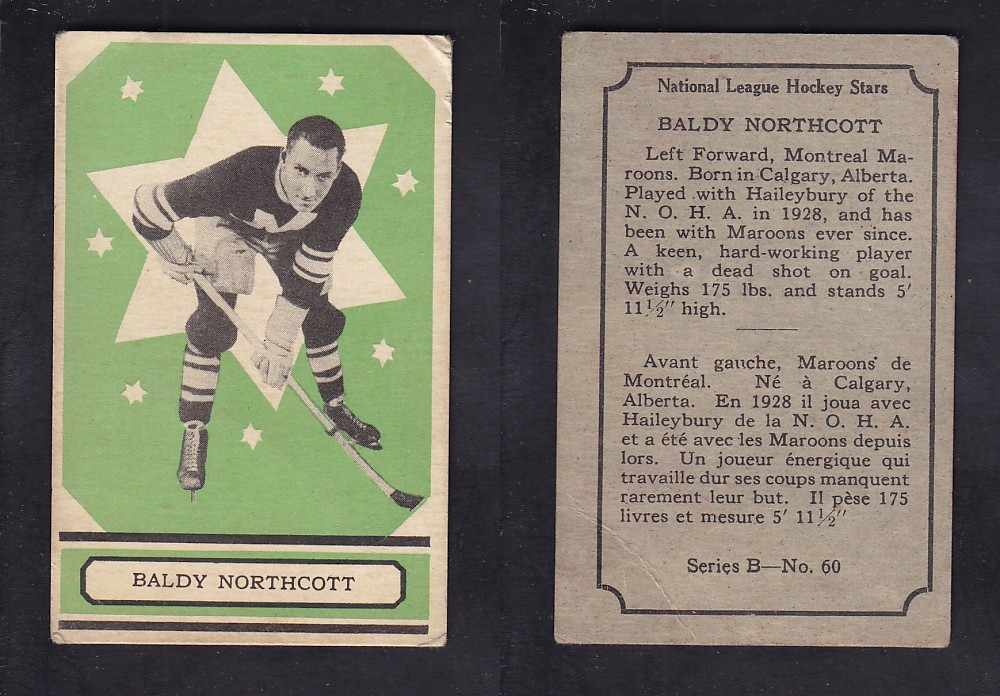 BALDY NORTHCOTT
National League Hockey Stars
BALDY NORTHCOTT
Left Forward, Montreal Ma-
roons. Born in Calgary, Alberta.
Played with Haileybury of the
N. O. H. A. in 1928, and has
been with Maroons ever since.
A keen, hard-working player
with a dead shot on goal.
Weighs 175 lbs. and stands 5′
11½″ high.
Avant gauche, Maroons de
Montréal. Né à Calgary,
Alberta. En 1928 il joua avec
Haileybury de la N. O. H. A.
et a été avec les Maroons depuis
lors. Un joueur énergique qui
travaille dur ses coups manquent
rarement leur but. Il pèse 175
livres et mesure 5′ 11½″
Series B—No. 60